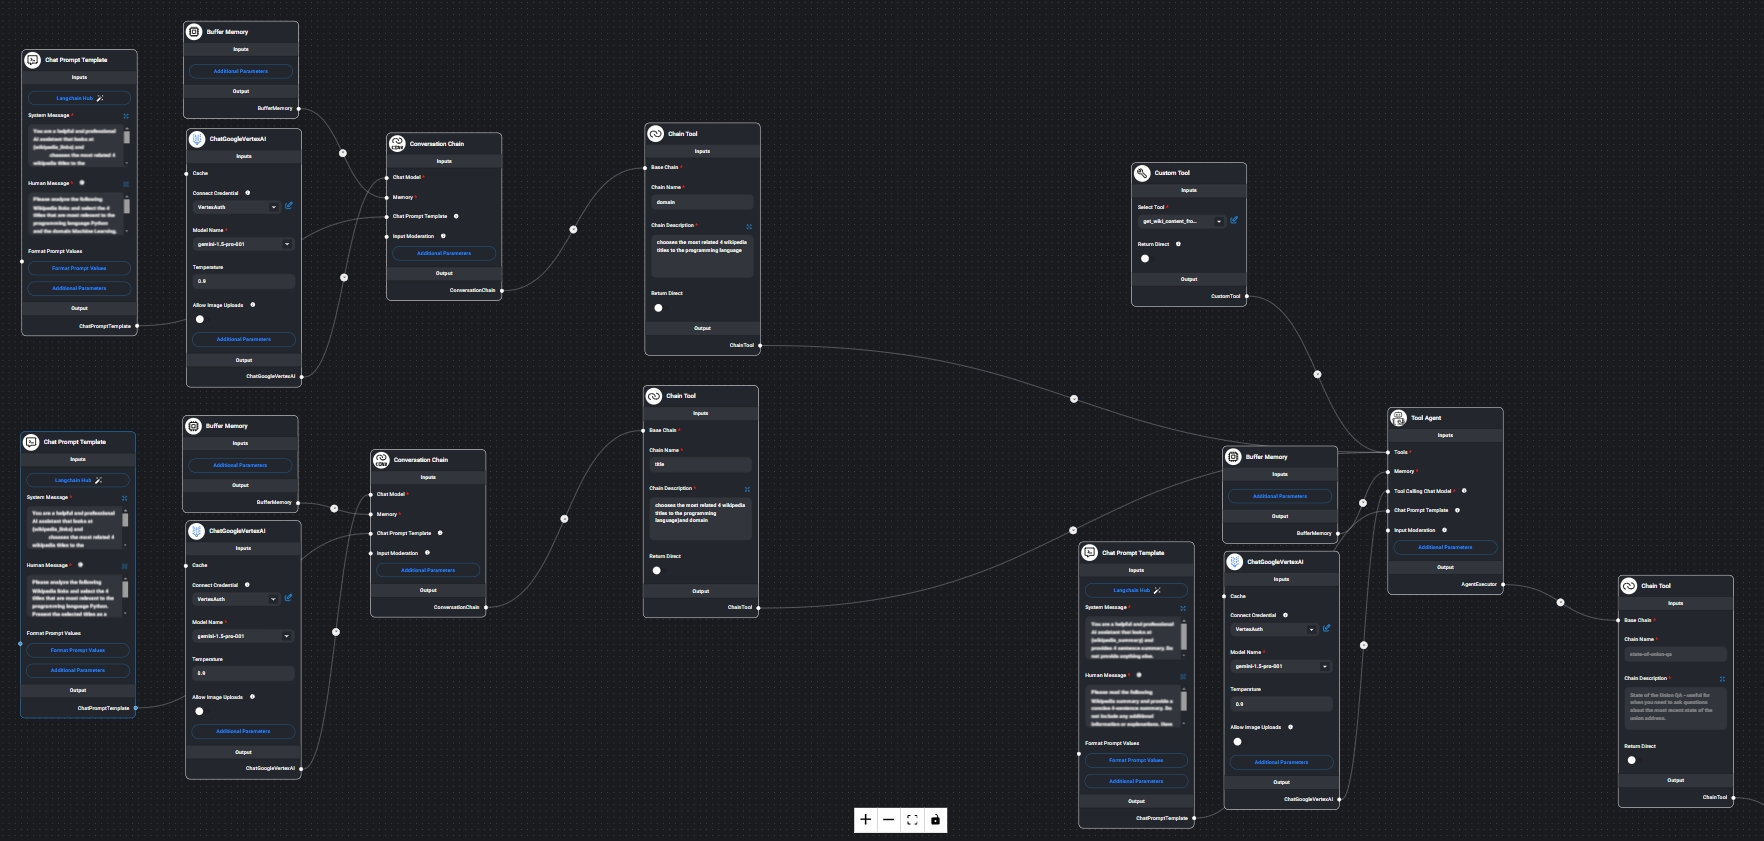 Chat Prompt Template
Inputs
Langchain Hub
System Message *
You are a helpful and professional
AI assistant that looks at
{wikipedia_links} and
chooses the most related 4
wikipedia titles to the
Human Message *
Please analyze the following
Wikipedia links and select the 4
titles that are most relevant to the
programming language Python
and the domain Machine Learning.
Format Prompt Values
Format Prompt Values
Additional Parameters
Output
ChatPromptTemplate
Buffer Memory
Inputs
Additional Parameters
Output
BufferMemory
ChatGoogleVertexAI
Inputs
Cache
Connect Credential
VertexAuth
Model Name *
gemini-1.5-pro-001
Temperature
0.9
Allow Image Uploads
Additional Parameters
Output
ChatGoogleVertexAI
Conversation Chain
Inputs
Chat Model *
Memory *
Chat Prompt Template
Input Moderation
Additional Parameters
Output
ConversationChain
Chain Tool
Inputs
Base Chain *
Chain Name *
domain
Chain Description *
chooses the most related 4 wikipedia
titles to the programming language
Return Direct
Output
ChainTool
Custom Tool
Inputs
Select Tool *
get_wiki_content_fro...
Return Direct
Output
CustomTool
Chat Prompt Template
Inputs
Langchain Hub
System Message *
You are a helpful and professional
AI assistant that looks at
{wikipedia_links} and
chooses the most related 4
wikipedia titles to the
Human Message *
Please analyze the following
Wikipedia links and select the 4
titles that are most relevant to the
programming language Python.
Present the selected titles as a
Format Prompt Values
Format Prompt Values
Additional Parameters
Output
ChatPromptTemplate
Buffer Memory
Inputs
Additional Parameters
Output
BufferMemory
ChatGoogleVertexAI
Inputs
Cache
Connect Credential
VertexAuth
Model Name *
gemini-1.5-pro-001
Temperature
0.9
Allow Image Uploads
Additional Parameters
Output
ChatGoogleVertexAI
Conversation Chain
Inputs
Chat Model *
Memory *
Chat Prompt Template
Input Moderation
Additional Parameters
Output
ConversationChain
Chain Tool
Inputs
Base Chain *
Chain Name *
title
Chain Description *
chooses the most related 4 wikipedia
titles to the programming
language)and domain
Return Direct
Output
ChainTool
Chat Prompt Template
Inputs
Langchain Hub
System Message *
You are a helpful and professional
AI assistant that looks at
{wikipedia_summary} and
provides 4 sentence summary. Do
not provide anything else.
Human Message *
Please read the following
Wikipedia summary and provide a
concise 4-sentence summary. Do
not include any additional
information or explanations. Here
Format Prompt Values
Format Prompt Values
Additional Parameters
Output
ChatPromptTemplate
Buffer Memory
Inputs
Additional Parameters
Output
BufferMemory
ChatGoogleVertexAI
Inputs
Cache
Connect Credential
VertexAuth
Model Name *
gemini-1.5-pro-001
Temperature
0.9
Allow Image Uploads
Additional Parameters
Output
ChatGoogleVertexAI
Tool Agent
Inputs
Tools *
Memory *
Tool Calling Chat Model *
Chat Prompt Template
Input Moderation
Additional Parameters
Output
AgentExecutor
Chain Tool
Inputs
Base Chain *
Chain Name *
state-of-union-qa
Chain Description *
State of the Union QA - useful for
when you need to ask questions
about the most recent state of the
union address.
Return Direct
Output
ChainTool